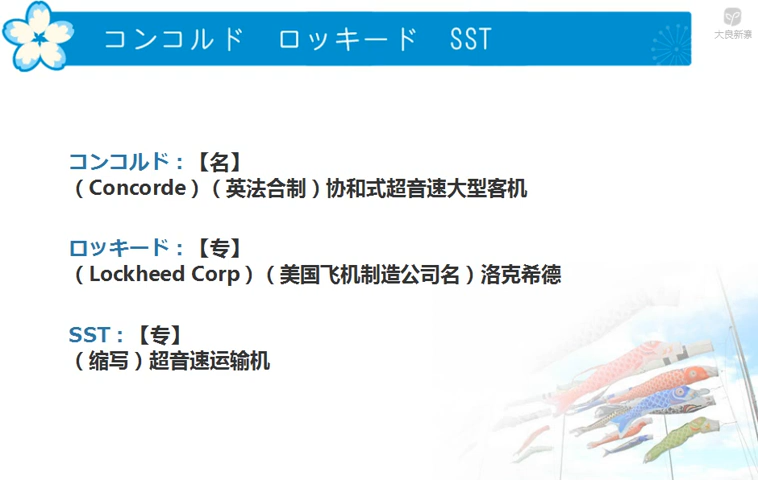 コンコルド　ロッキード　SST
大良新濠
コンコルド：【名】
（Concorde）（英法合制）协和式超音速大型客机
ロッキード：【专】
（Lockheed Corp）（美国飞机制造公司名）洛克希德
SST：【专】
（缩写）超音速运输机